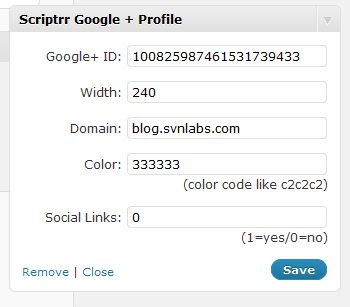 Scriptrr Google + Profile
Google+ ID: 100825987461531739433
Width: 240
Domain: blog.svnlabs.com
Color: 333333
(color code like c2c2c2)
Social Links: 0
(1=yes/0=no)
Remove | Close Save